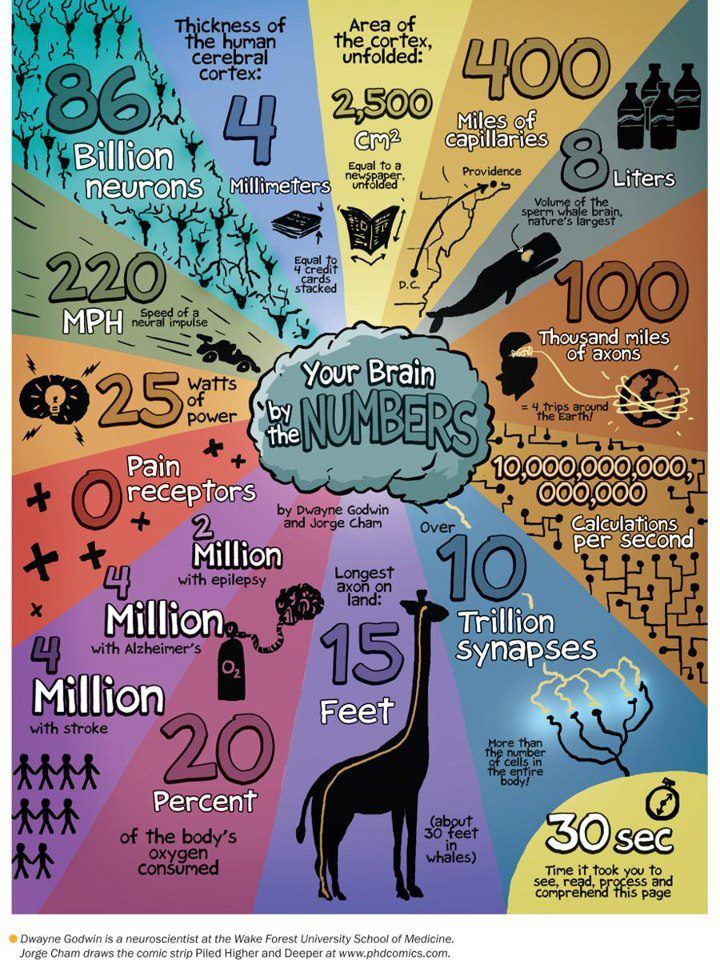 86
Billion
neurons
Thickness of
the human
cerebral
cortex:
4
Millimeters
Equal to
4 credit
cards
stacked
Area of
the cortex,
unfolded:
2,500
cm²
Equal to a
newspaper,
unfolded
400
Miles of
capillaries
Providence
D.C.
8
Liters
Volume of the
sperm whale brain,
nature's largest
220
MPH
Speed of a
neural impulse
100
Thousand miles
of axons
= 4 trips around
the Earth!
Your Brain
by
the NUMBERS
by Dwayne Godwin
and Jorge Cham
25
Watts
of
power
0
Pain
receptors
10,000,000,000,
000,000
Calculations
per second
2
Million
with epilepsy
4
Million
with Alzheimer's
4
Million
with stroke
O2
20
Percent
of the body's
oxygen
consumed
Longest
axon on
land:
15
Feet
(about
30 feet
in
whales)
Over
10
Trillion
synapses
More than
the number
of cells in
the entire
body!
30 sec
Time it took you to
see, read, process and
comprehend this page
Dwayne Godwin is a neuroscientist at the Wake Forest University School of Medicine.
Jorge Cham draws the comic strip Piled Higher and Deeper at www.phdcomics.com.